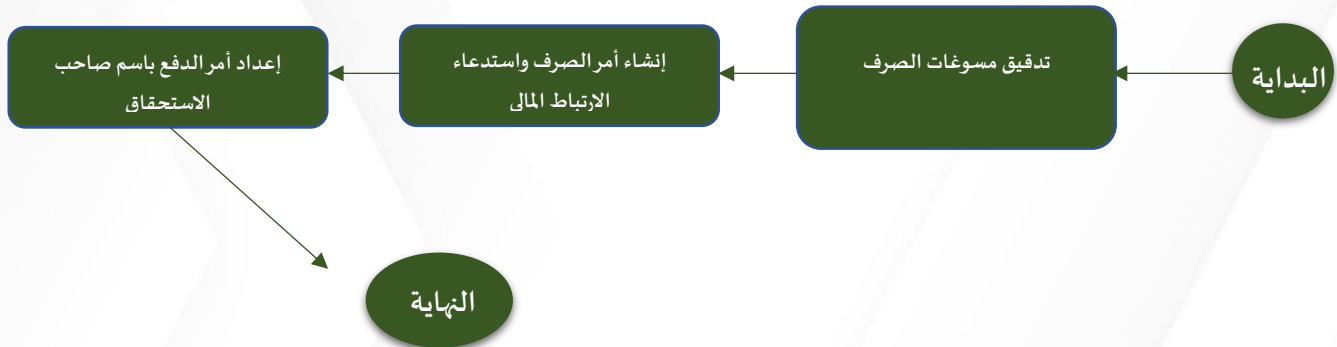 البداية
تدقيق مسوغات الصرف
إنشاء أمر الصرف واستدعاء
الارتباط المالي
إعداد أمر الدفع باسم صاحب
الاستحقاق
النهاية